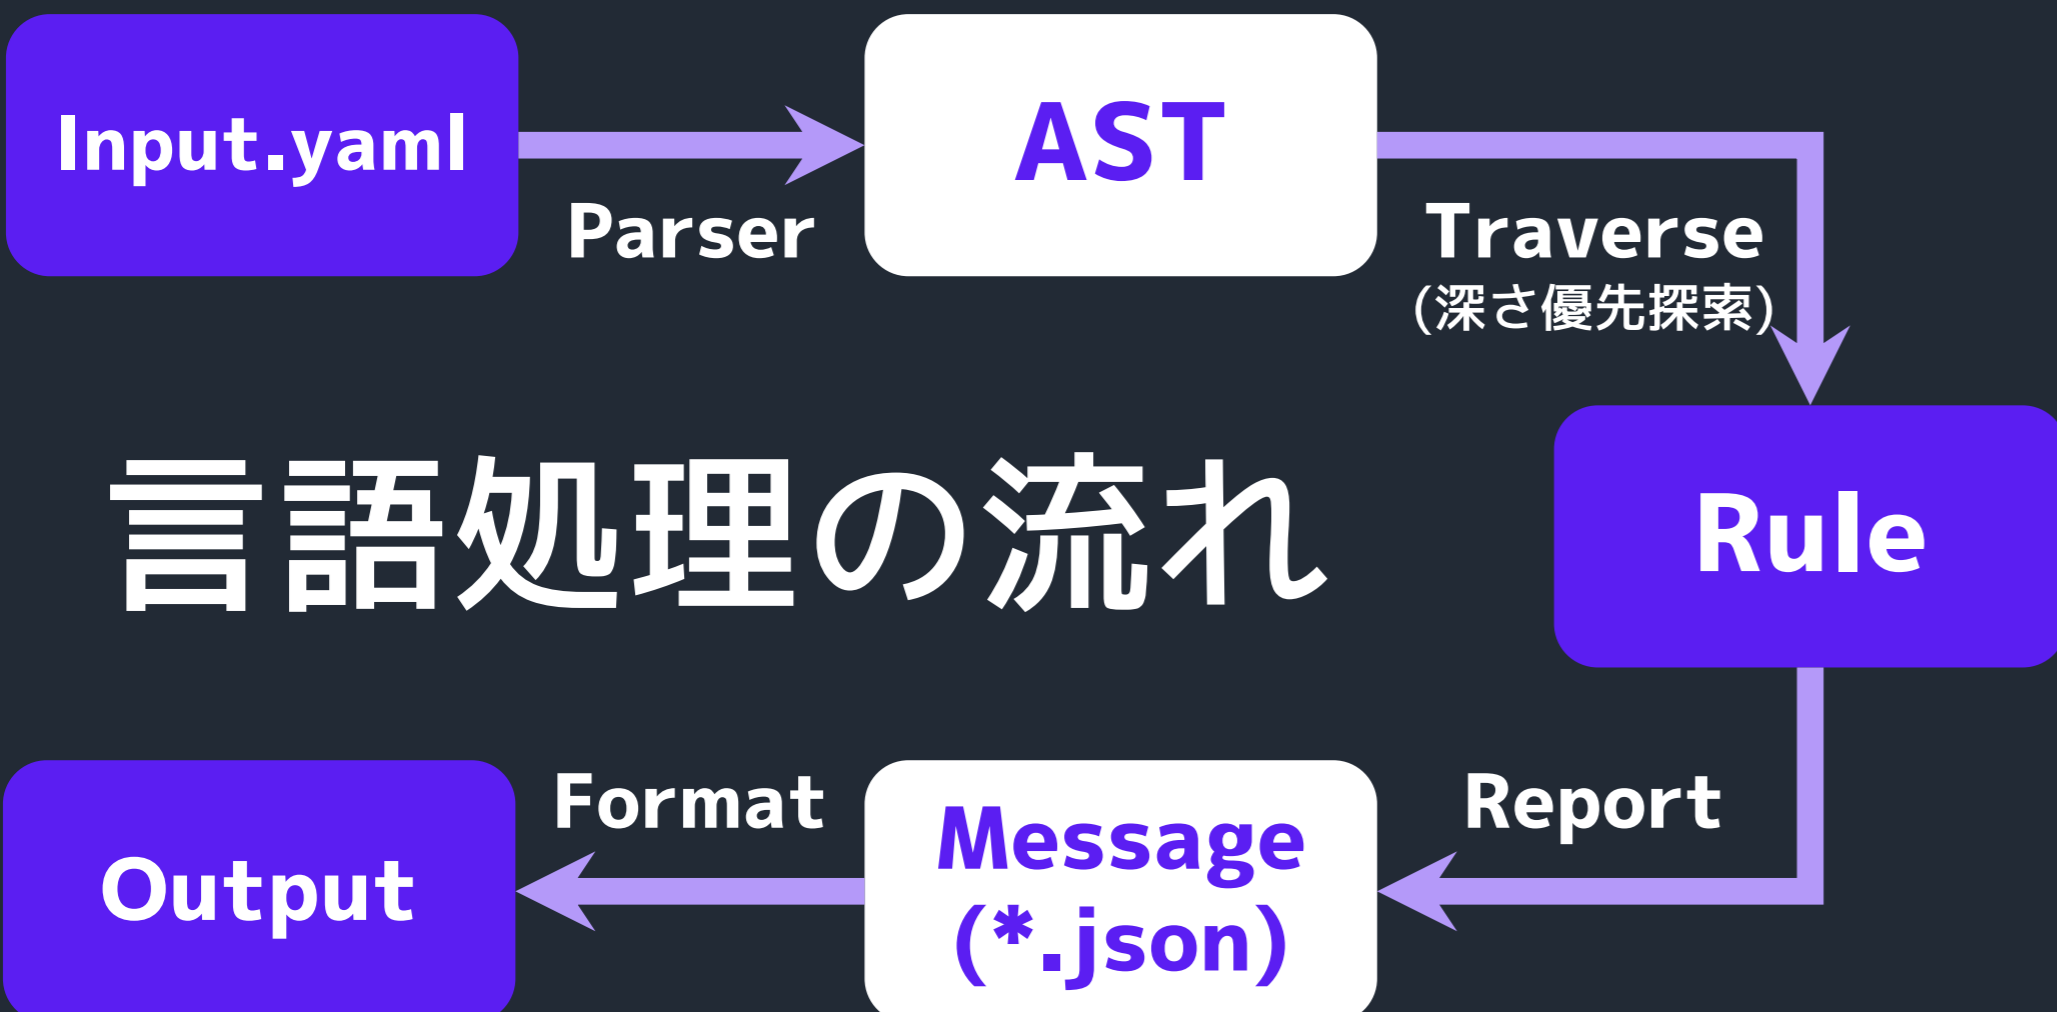 Input.yaml
Parser
AST
Traverse
(深さ優先探索)
言語処理の流れ
Rule
Report
Message
(*.json)
Format
Output